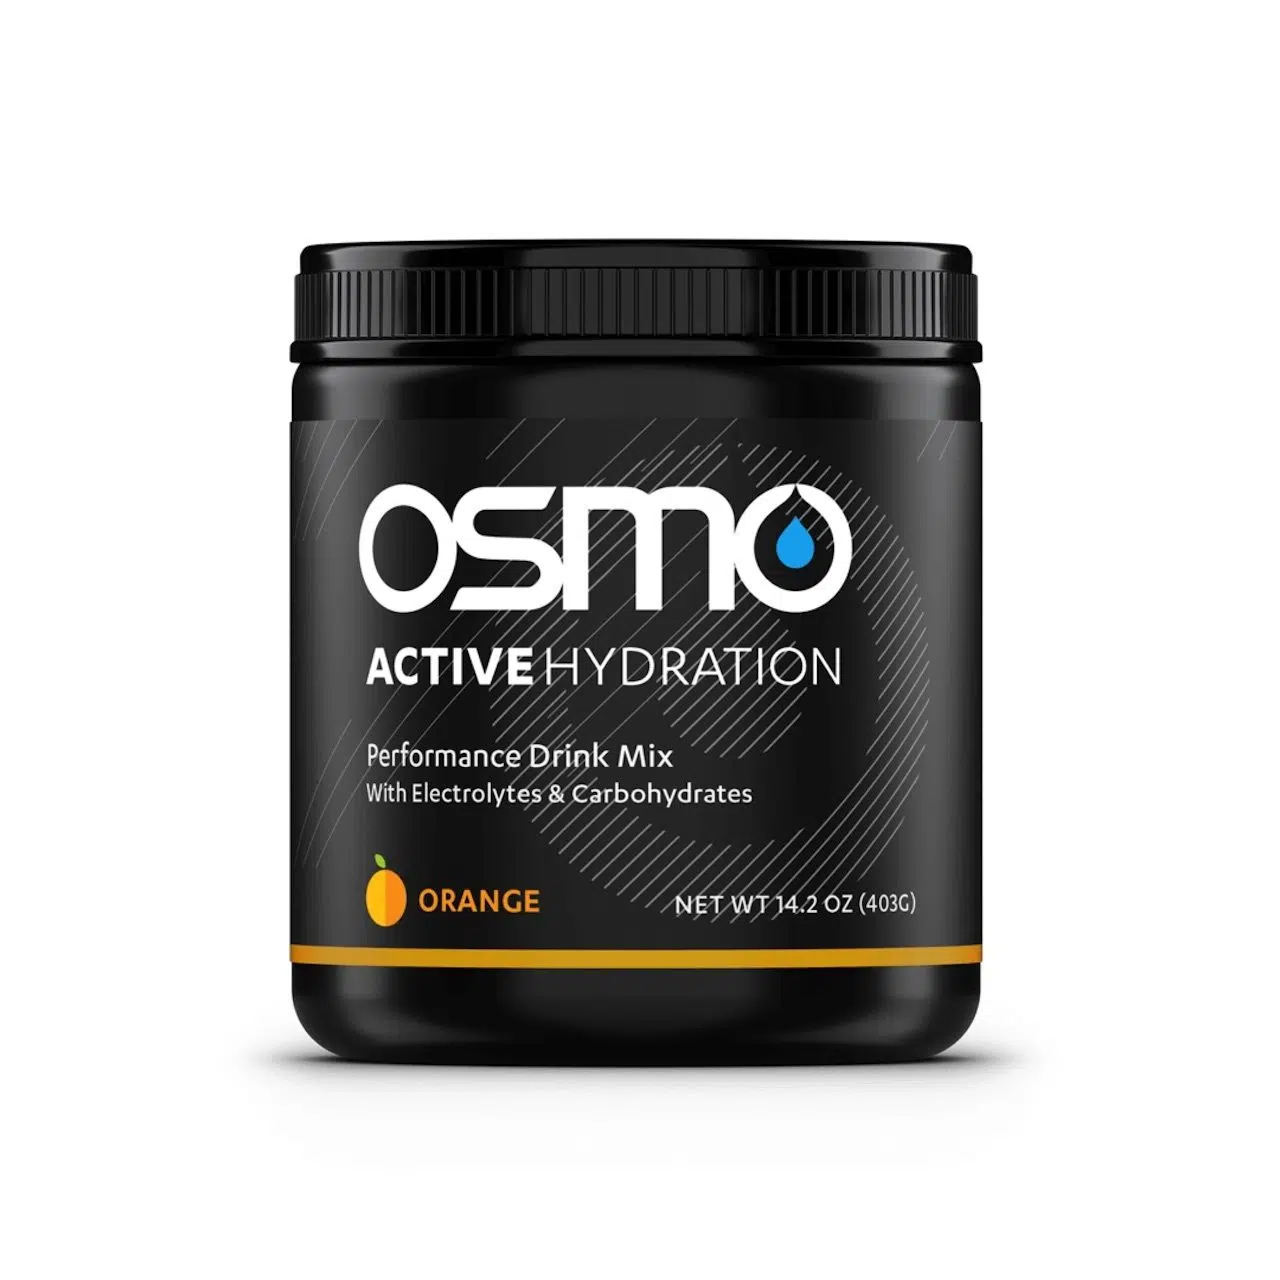 OSMO
ACTIVE HYDRATION
Performance Drink Mix
With Electrolytes & Carbohydrates
ORANGE
NET WT 14.2 OZ (403G)